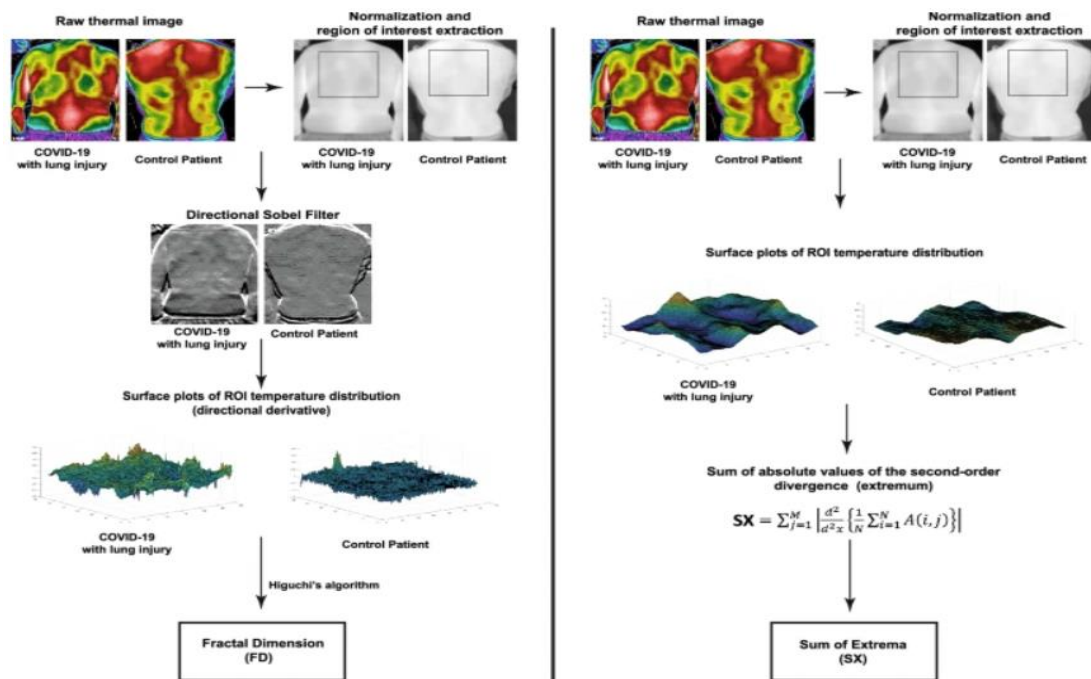 Raw thermal image
Normalization and
region of interest extraction
COVID-19
with lung injury
Control Patient
COVID-19
with lung injury
Control Patient
Directional Sobel Filter
COVID-19
with lung injury
Control Patient
Surface plots of ROI temperature distribution
(directional derivative)
COVID-19
with lung injury
Control Patient
Higuchi's algorithm
Fractal Dimension
(FD)
Raw thermal image
Normalization and
region of interest extraction
COVID-19
with lung injury
Control Patient
COVID-19
with lung injury
Control Patient
Surface plots of ROI temperature distribution
COVID-19
with lung injury
Control Patient
Sum of absolute values of the second-order
divergence (extremum)
SX = ∑_{j=1}^{M} | d²/d²x { 1/N ∑_{i=1}^{N} A(i,j) } |
Sum of Extrema
(SX)